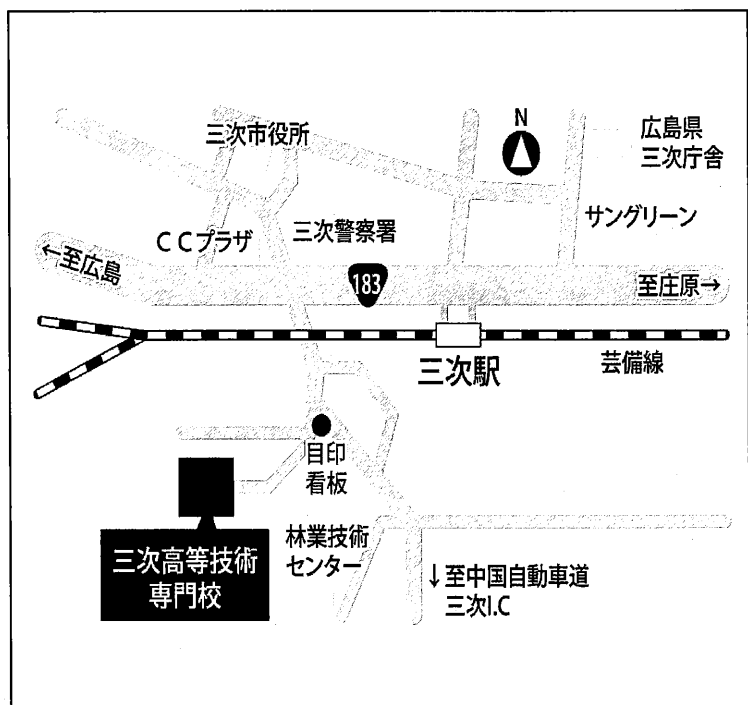 N
三次市役所
広島県
三次庁舎
サングリーン
三次警察署
CCプラザ
←至広島
183
至庄原→
三次駅
芸備線
目印
看板
三次高等技術
専門校
林業技術
センター
↓至中国自動車道
三次I.C